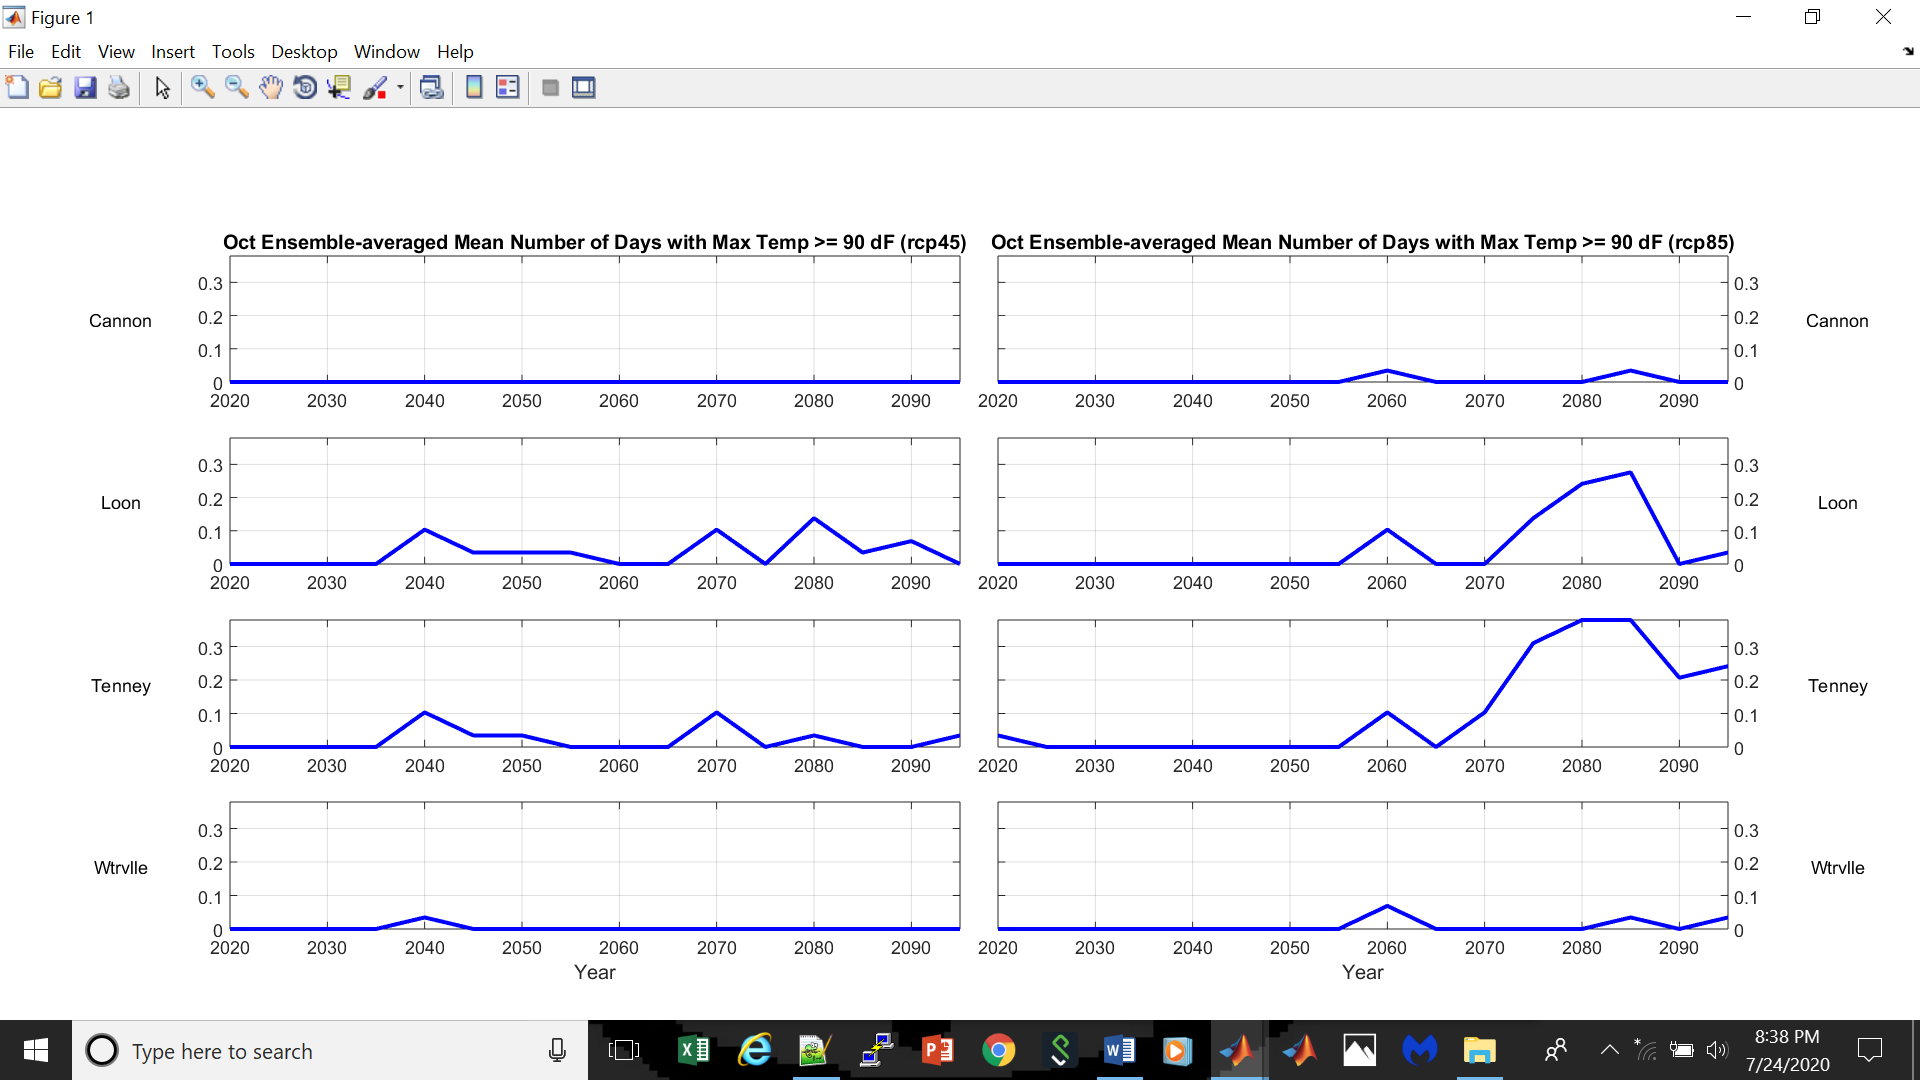 Figure 1
File Edit View Insert Tools Desktop Window Help
Oct Ensemble-averaged Mean Number of Days with Max Temp >= 90 dF (rcp45)
Oct Ensemble-averaged Mean Number of Days with Max Temp >= 90 dF (rcp85)
Cannon
0.3
0.2
0.1
0
2020 2030 2040 2050 2060 2070 2080 2090
2020 2030 2040 2050 2060 2070 2080 2090
0.3
0.2
0.1
0
Cannon
Loon
0.3
0.2
0.1
0
2020 2030 2040 2050 2060 2070 2080 2090
2020 2030 2040 2050 2060 2070 2080 2090
0.3
0.2
0.1
0
Loon
Tenney
0.3
0.2
0.1
0
2020 2030 2040 2050 2060 2070 2080 2090
2020 2030 2040 2050 2060 2070 2080 2090
0.3
0.2
0.1
0
Tenney
Wtrvlle
0.3
0.2
0.1
0
2020 2030 2040 2050 2060 2070 2080 2090
Year
2020 2030 2040 2050 2060 2070 2080 2090
Year
0.3
0.2
0.1
0
Wtrvlle
Type here to search
8:38 PM
7/24/2020